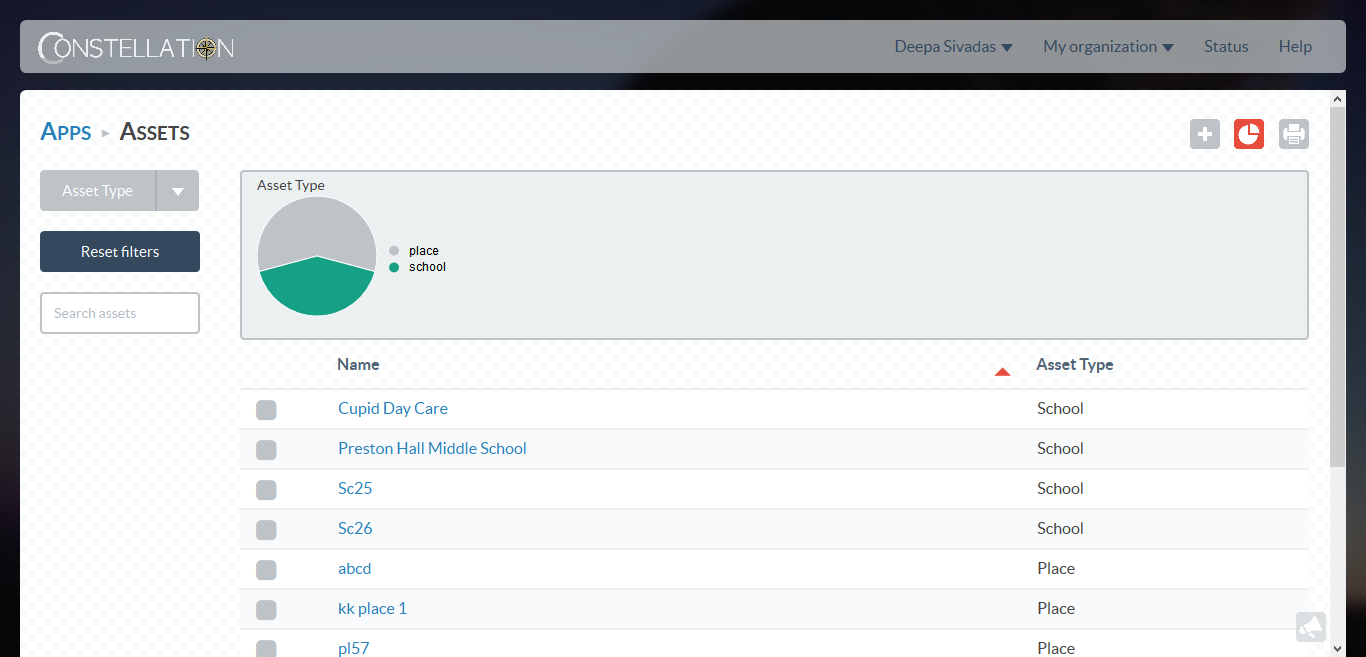 CONSTELLATION
Deepa Sivadas My organization Status Help
APPS ASSETS
Asset Type
Reset filters
Search assets
Asset Type
place
school
Name Asset Type
Cupid Day Care School
Preston Hall Middle School School
Sc25 School
Sc26 School
abcd Place
kk place 1 Place
pl57 Place